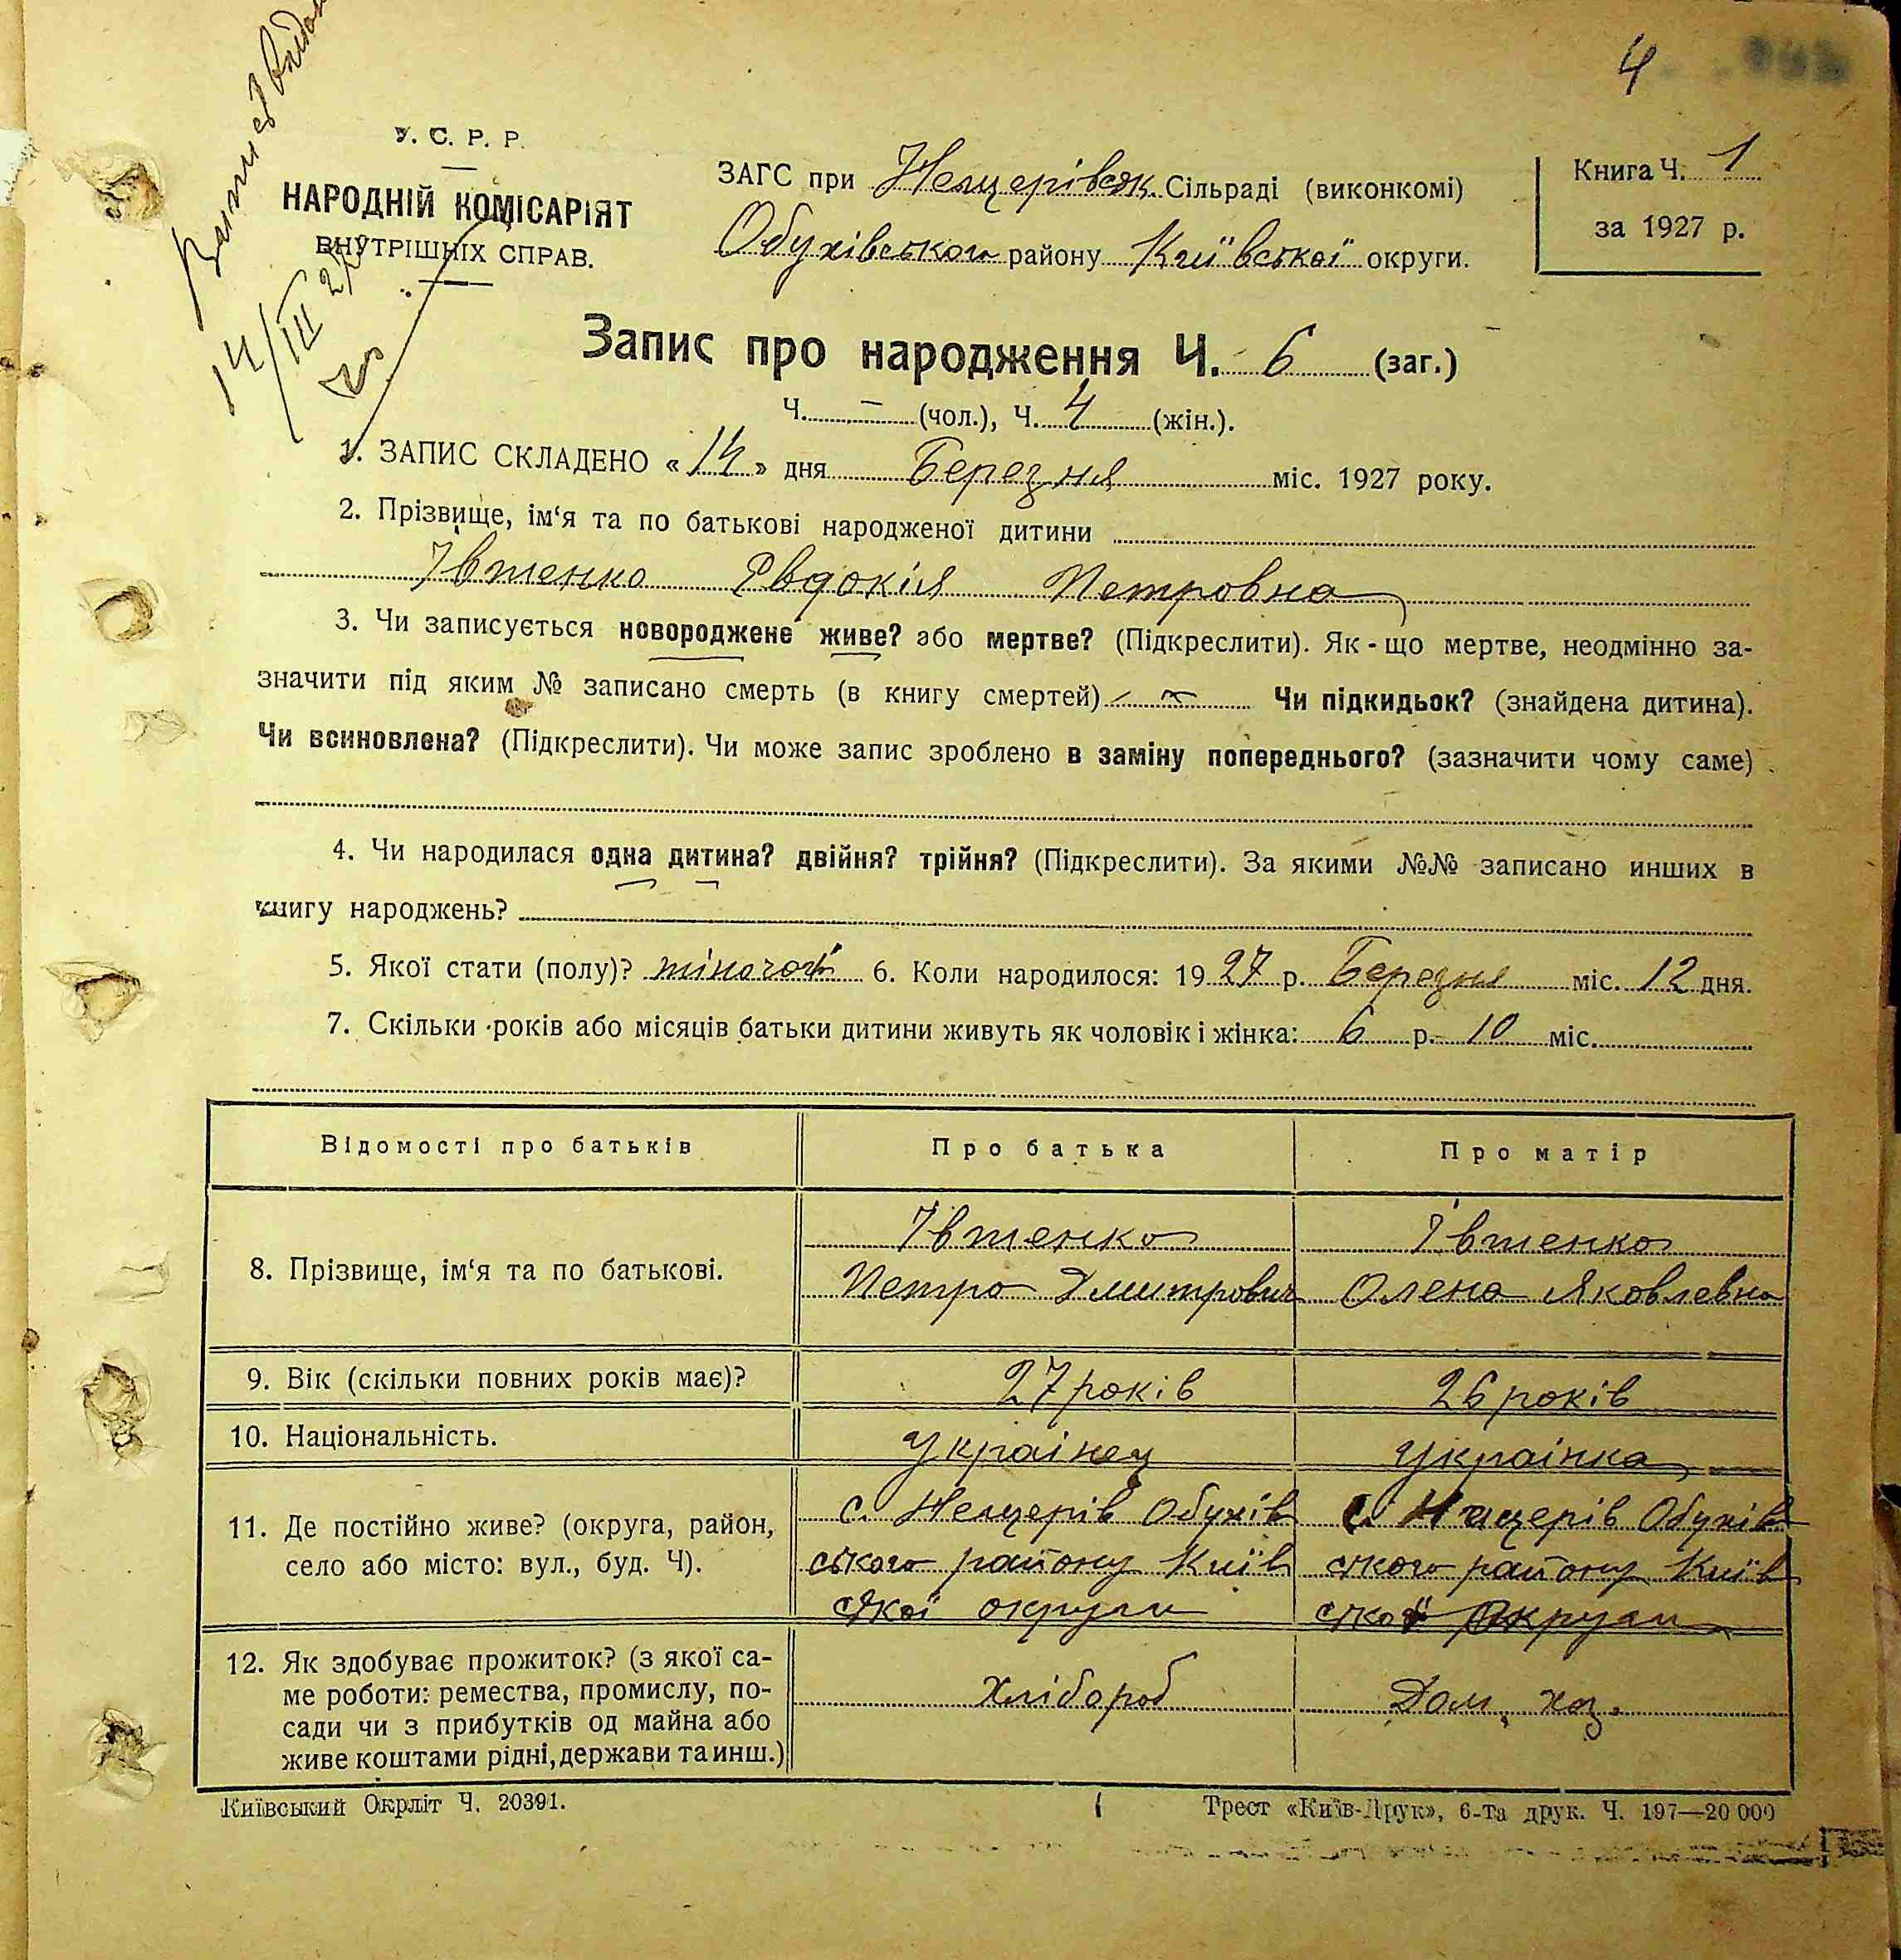 4
Витяг видан
14/III 27
У. С. Р. Р.
НАРОДНІЙ КОМІСАРІЯТ
ВНУТРІШНІХ СПРАВ.
ЗАГС при Нещерівськ. Сільраді (виконкомі)
Обухівського району Київської округи.
Книга Ч. 1
за 1927 р.
Запис про народження Ч. 6 (заг.)
Ч. – (чол.), Ч. 4 (жін.).
1. ЗАПИС СКЛАДЕНО «14» дня Березня міс. 1927 року.
2. Прізвище, ім‘я та по батькові народженої дитини
Івтенко Євдокія Петровна
3. Чи записується новороджене живе? або мертве? (Підкреслити). Як-що мертве, неодмінно за-
значити під яким № записано смерть (в книгу смертей) Чи підкидьок? (знайдена дитина).
Чи всиновлена? (Підкреслити). Чи може запис зроблено в заміну попереднього? (зазначити чому саме)
4. Чи народилася одна дитина? двійня? трійня? (Підкреслити). За якими №№ записано инших в
книгу народжень?
5. Якої стати (полу)? жіночої 6. Коли народилося: 1927 р. Березня міс. 12 дня.
7. Скільки років або місяців батьки дитини живуть як чоловік і жінка: 6 р. 10 міс.
Відомості про батьків Про батька Про матір
8. Прізвище, ім‘я та по батькові.
Івтенко
Петро Дмитрович
Івтенко
Олена Яковлевна
9. Вік (скільки повних років має)? 27 років 26 років
10. Національність. Украінец Украінка
11. Де постійно живе? (округа, район,
село або місто: вул., буд. Ч).
с. Нещерів Обухів
ського району Київ
ської округи
с. Нещерів Обухів
ського району Київ
ської округи
12. Як здобуває прожиток? (з якої са-
ме роботи: ремества, промислу, по-
сади чи з прибутків од майна або
живе коштами рідні, держави та инш.)
Хлібороб
Дом. хоз.
Київський Окрліт Ч. 20391.
Трест «Київ-Друк», 6-та друк. Ч. 197—20 000